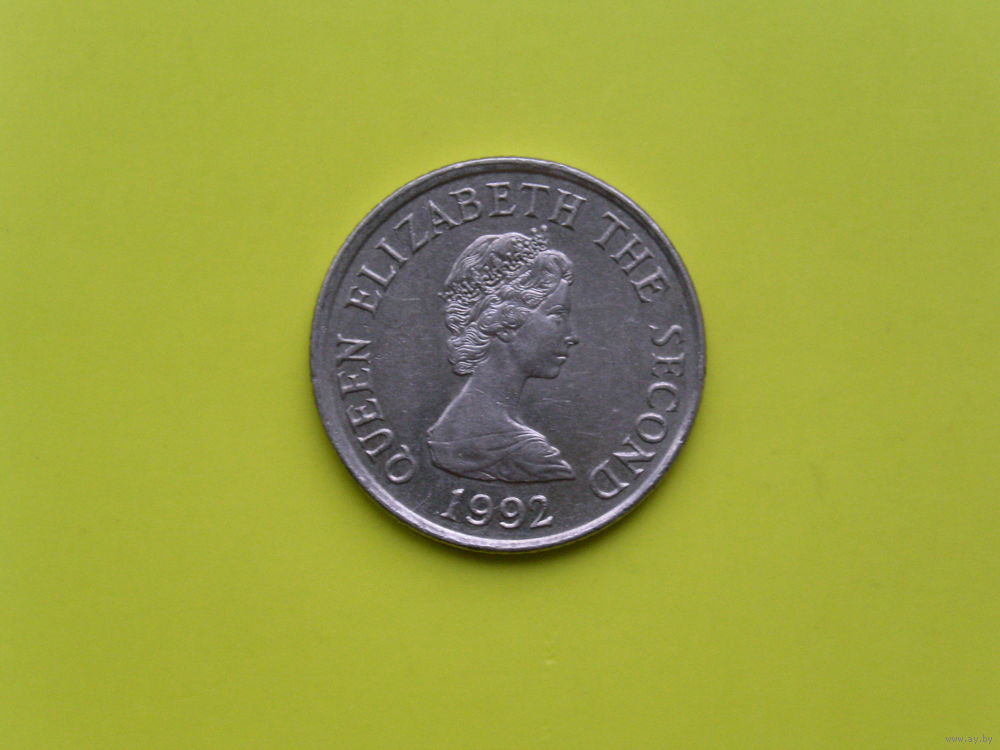 QUEEN ELIZABETH THE SECOND
1992
www.ay.by